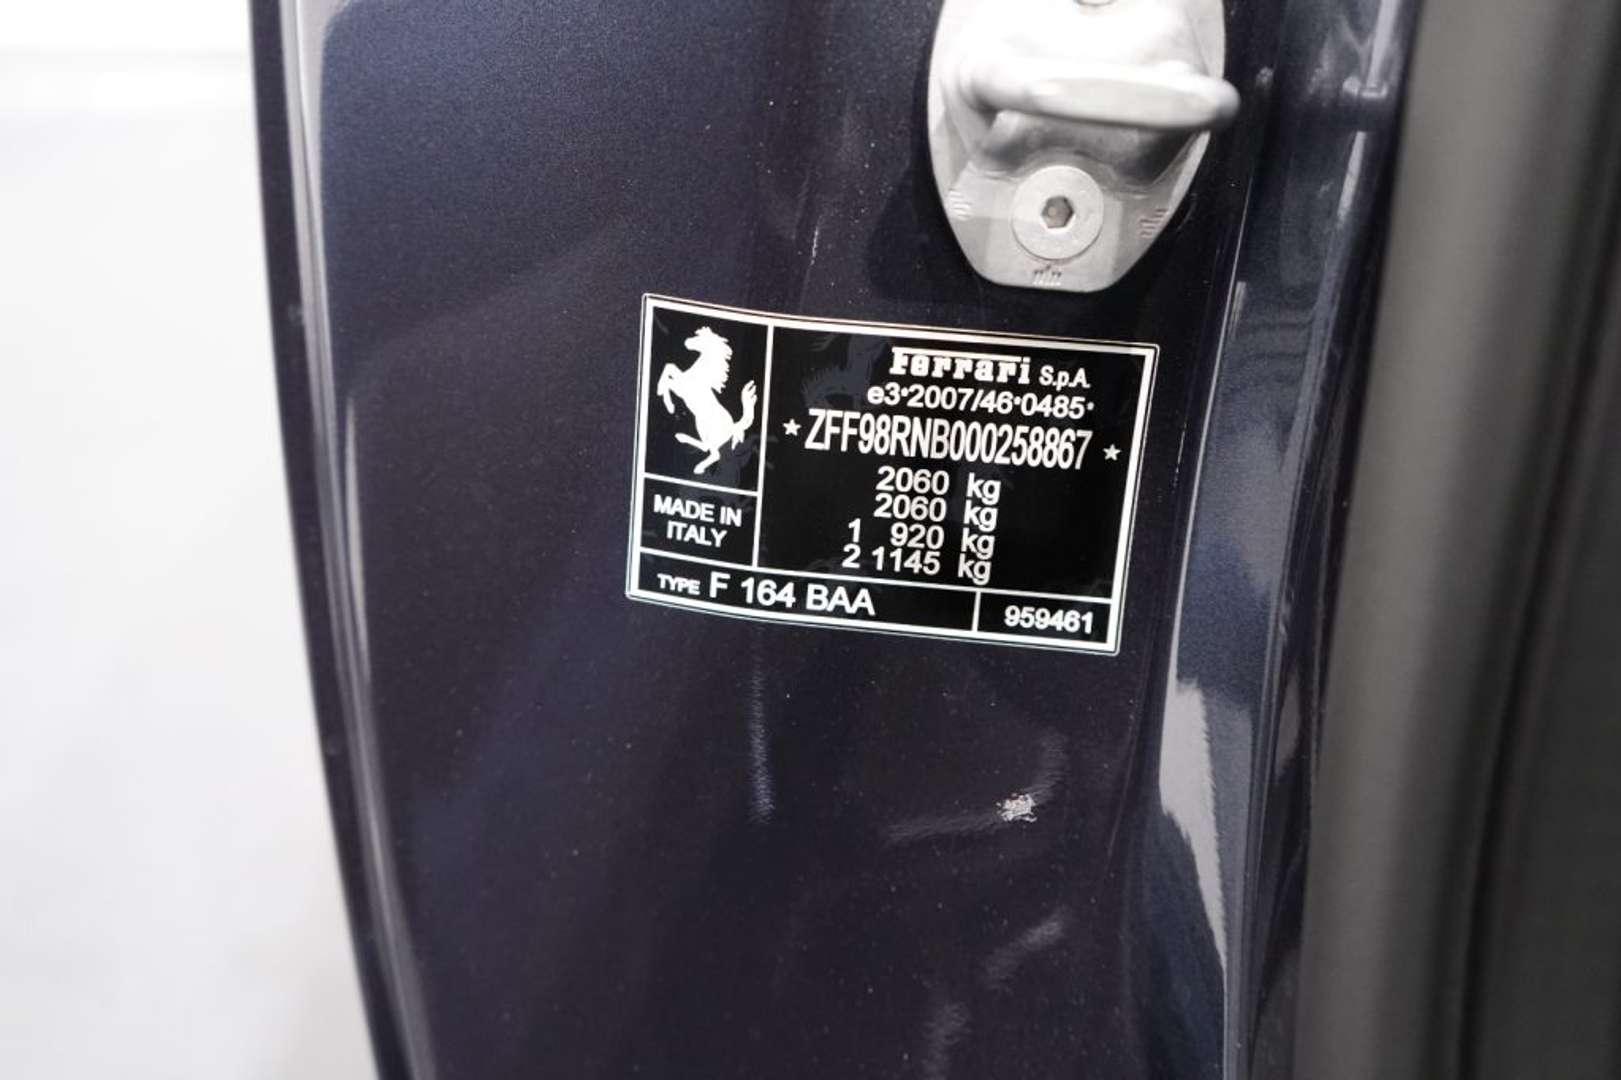 Ferrari S.p.A.
e3*2007/46*0485*
* ZFF98RNB000258867 *
2060 kg
2060 kg
1 920 kg
2 1145 kg
MADE IN
ITALY
TYPE F 164 BAA
959461